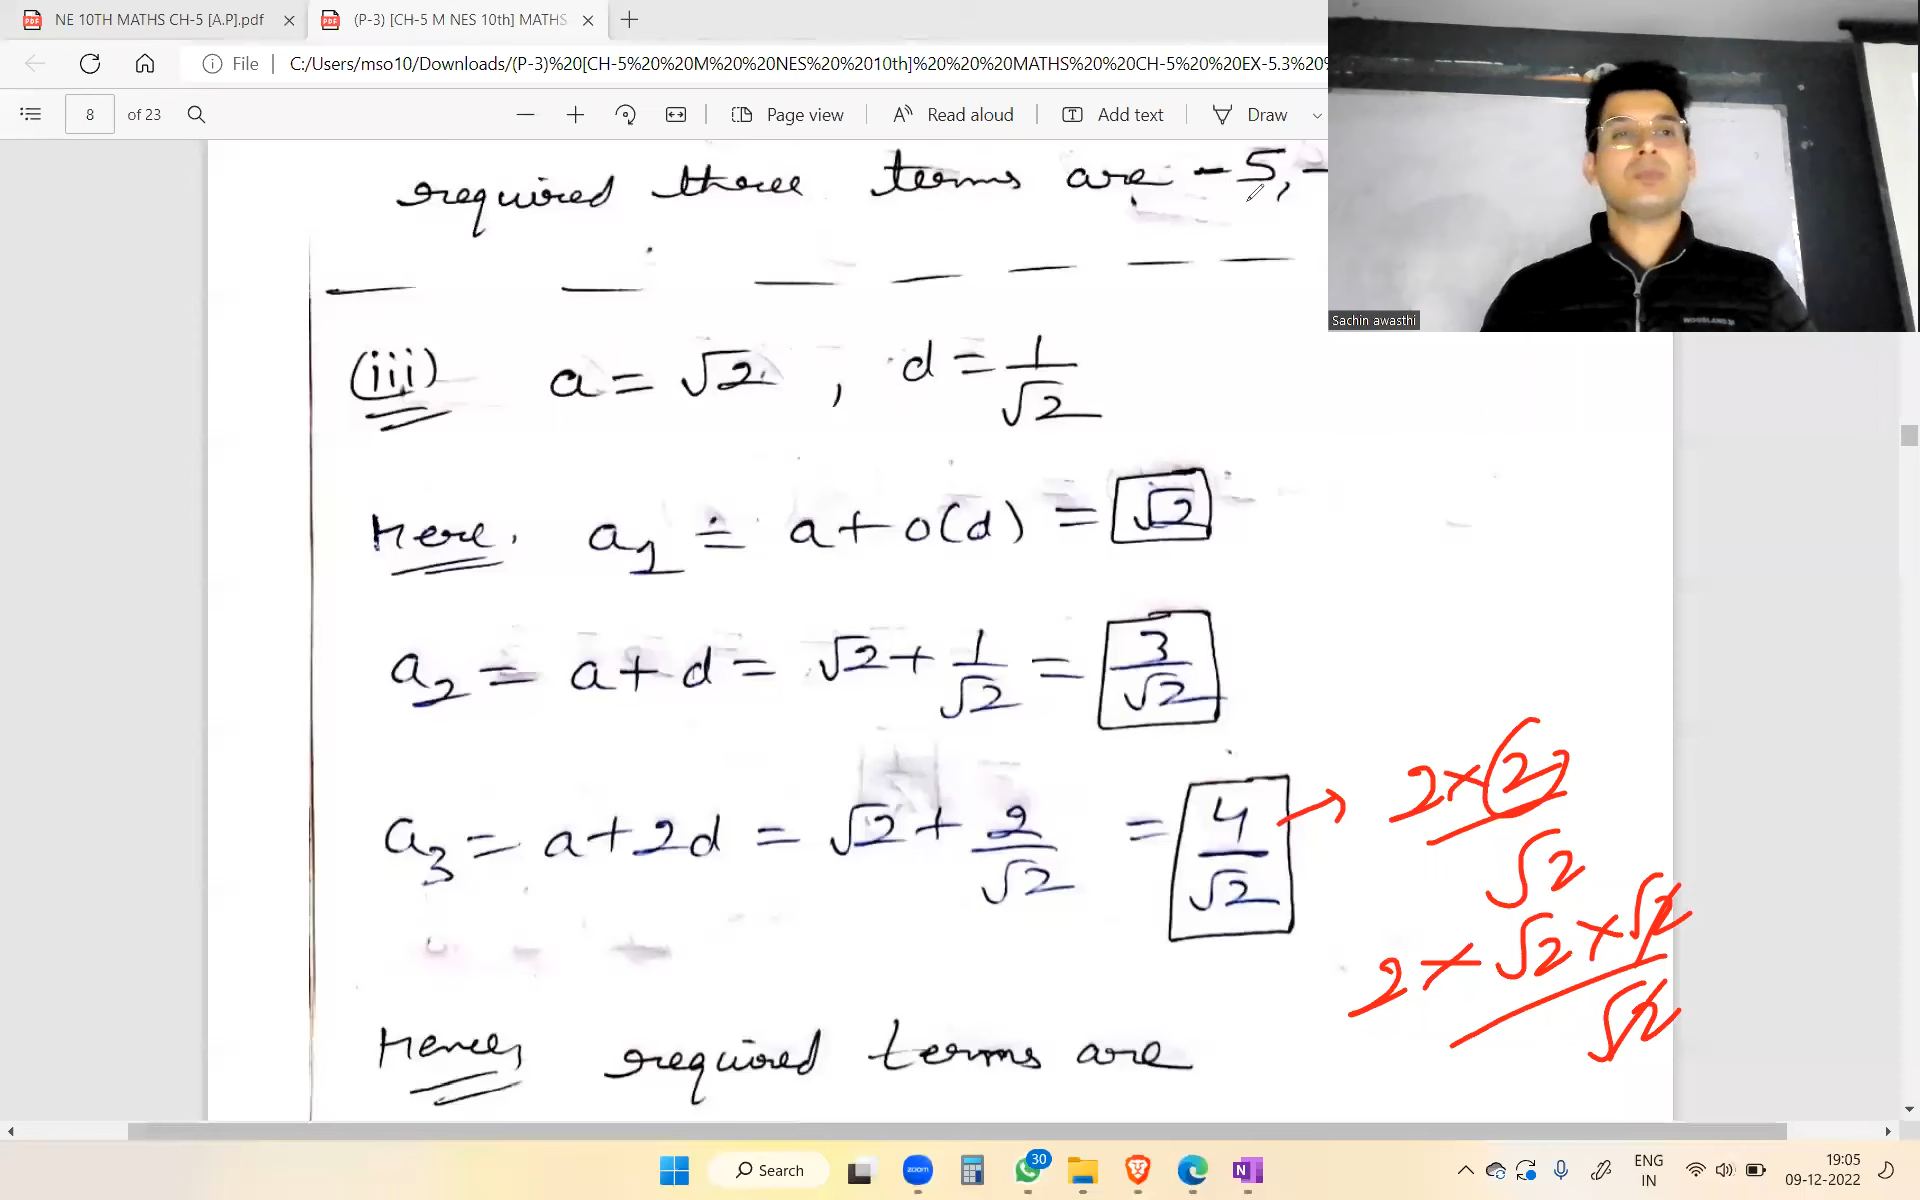 NE 10TH MATHS CH-5 [A.P].pdf
(P-3) [CH-5 M NES 10th] MATHS
File
C:/Users/mso10/Downloads/(P-3)%20[CH-5%20%20M%20%20NES%20%2010th]%20%20%20MATHS%20%20CH-5%20%20EX-5.3%20%
8 of 23
Page view
Read aloud
Add text
Draw
Sachin awasthi
required three terms are -5, -
(iii) a = √2 , d = 1/√2
Here, a₁ = a + 0(d) = √2
a₂ = a + d = √2 + 1/√2 = 3/√2
a₃ = a + 2d = √2 + 2/√2 = 4/√2 →
√2
2 × √2 × √2
√2
Hence, required terms are
Search
zoom
30
N
ENG
IN
19:05
09-12-2022